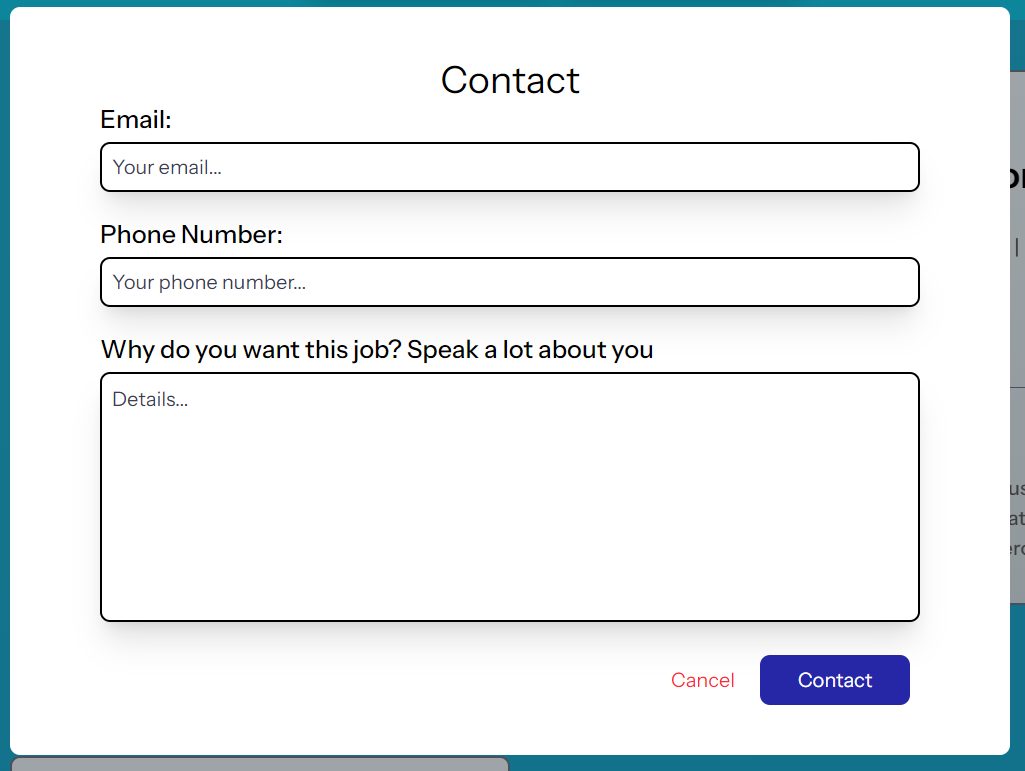 Contact
Email:
Your email...
Phone Number:
Your phone number...
Why do you want this job? Speak a lot about you
Details...
Cancel
Contact